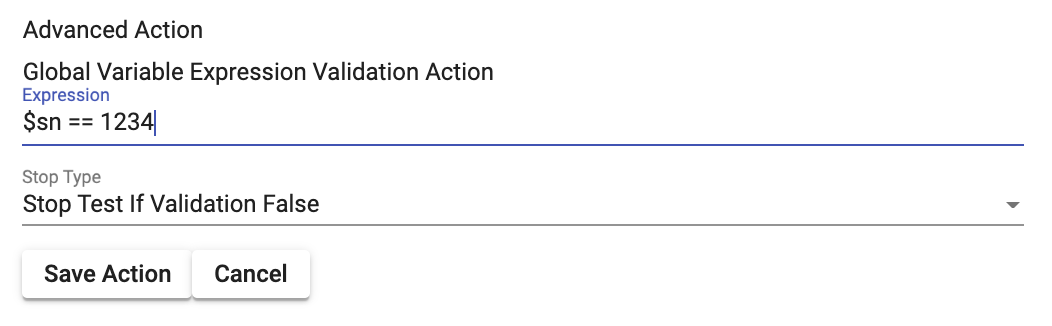 Advanced Action
Global Variable Expression Validation Action
Expression
$sn == 1234
Stop Type
Stop Test If Validation False
Save Action Cancel